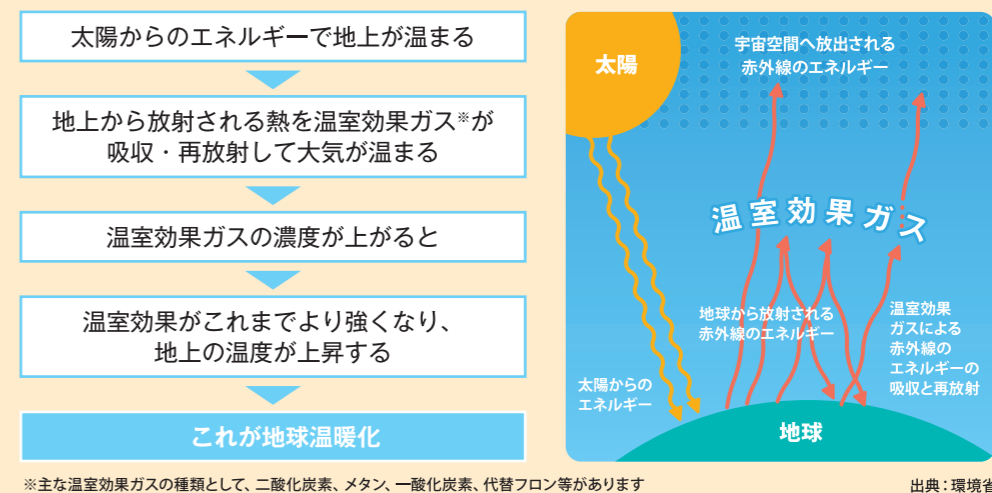 太陽からのエネルギーで地上が温まる
地上から放射される熱を温室効果ガス※が
吸収・再放射して大気が温まる
温室効果ガスの濃度が上がると
温室効果がこれまでより強くなり、
地上の温度が上昇する
これが地球温暖化
太陽
宇宙空間へ放出される
赤外線のエネルギー
温室効果ガス
地球から放射される
赤外線のエネルギー
温室効果
ガスによる
赤外線の
エネルギーの
吸収と再放射
太陽からの
エネルギー
地球
※主な温室効果ガスの種類として、二酸化炭素、メタン、一酸化炭素、代替フロン等があります
出典：環境省